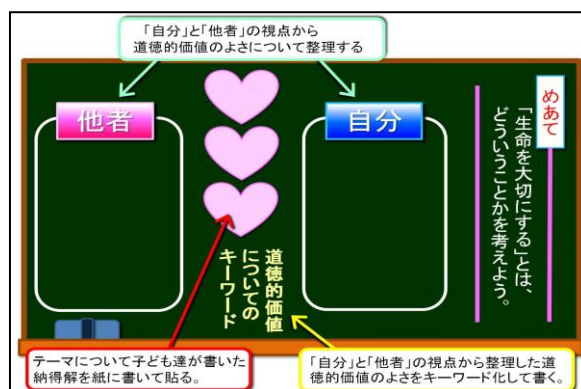 「自分」と「他者」の視点から
道徳的価値のよさについて整理する
めあて
「生命を大切にする」とは、
どういうことかを考えよう。
自分
他者
道徳的価値
についての
キーワード
テーマについて子ども達が書いた
納得解を紙に書いて貼る。
「自分」と「他者」の視点から整理した道
徳的価値のよさをキーワード化して書く。